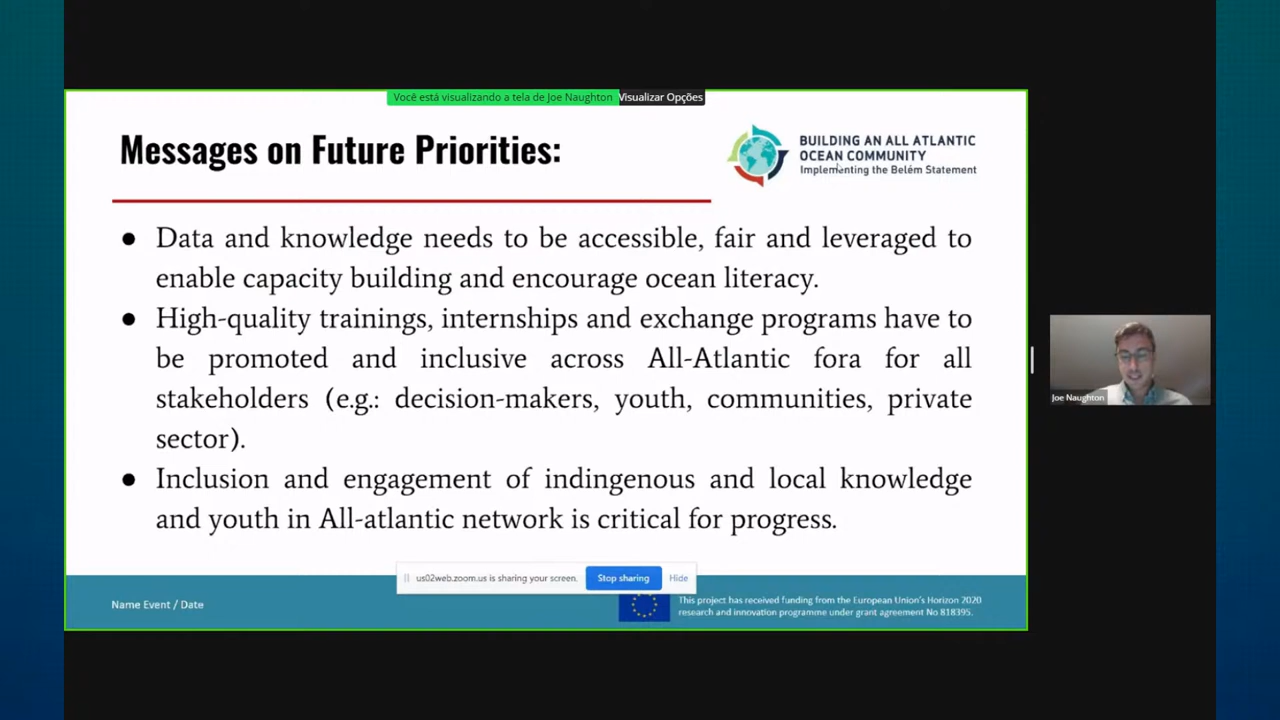 Você está visualizando a tela de Joe Naughton Visualizar Opções
Messages on Future Priorities:
BUILDING AN ALL ATLANTIC
OCEAN COMMUNITY
Implementing the Belém Statement
● Data and knowledge needs to be accessible, fair and leveraged to
enable capacity building and encourage ocean literacy.
● High-quality trainings, internships and exchange programs have to
be promoted and inclusive across All-Atlantic fora for all
stakeholders (e.g.: decision-makers, youth, communities, private
sector).
● Inclusion and engagement of indingenous and local knowledge
and youth in All-atlantic network is critical for progress.
Joe Naughton
us02web.zoom.us is sharing your screen. Stop sharing Hide
Name Event / Date
This project has received funding from the European Union's Horizon 2020
research and innovation programme under grant agreement No 818395.